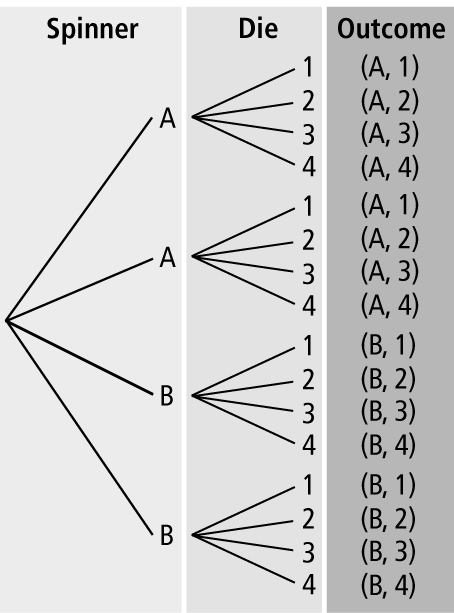 Spinner Die Outcome
1 (A, 1)
2 (A, 2)
A
3 (A, 3)
4 (A, 4)
1 (A, 1)
2 (A, 2)
A
3 (A, 3)
4 (A, 4)
1 (B, 1)
2 (B, 2)
B
3 (B, 3)
4 (B, 4)
1 (B, 1)
2 (B, 2)
B
3 (B, 3)
4 (B, 4)